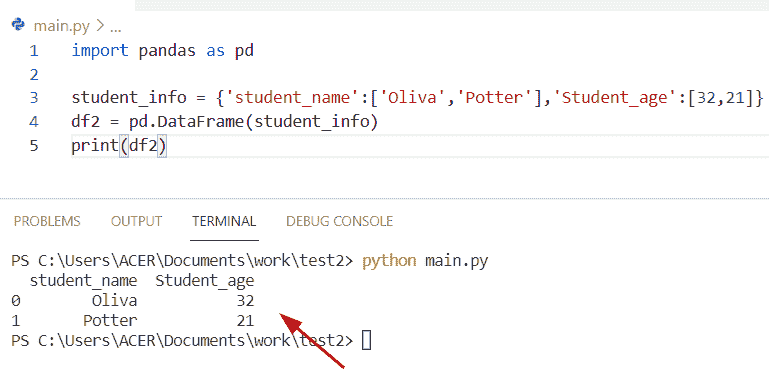 main.py > ...
1 import pandas as pd
2
3 student_info = {'student_name':['Oliva','Potter'],'Student_age':[32,21]}
4 df2 = pd.DataFrame(student_info)
5 print(df2)
PROBLEMS OUTPUT TERMINAL DEBUG CONSOLE
PS C:\Users\ACER\Documents\work\test2> python main.py
  student_name  Student_age
0        Oliva           32
1       Potter           21
PS C:\Users\ACER\Documents\work\test2>